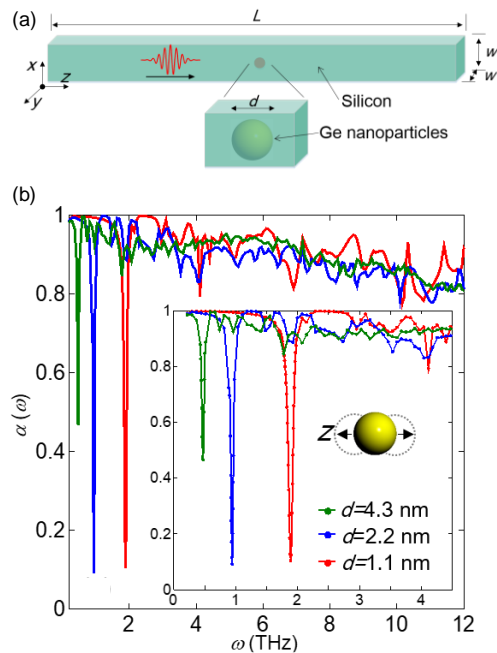 (a)
L
w
w
x
z
y
d
Silicon
Ge nanoparticles
(b)
1
0.8
0.6
0.4
0.2
0
α (ω)
2
4
6
8
10
12
ω (THz)
1
0.8
0.6
0.4
0.2
0
0
1
2
3
4
z
d=4.3 nm
d=2.2 nm
d=1.1 nm